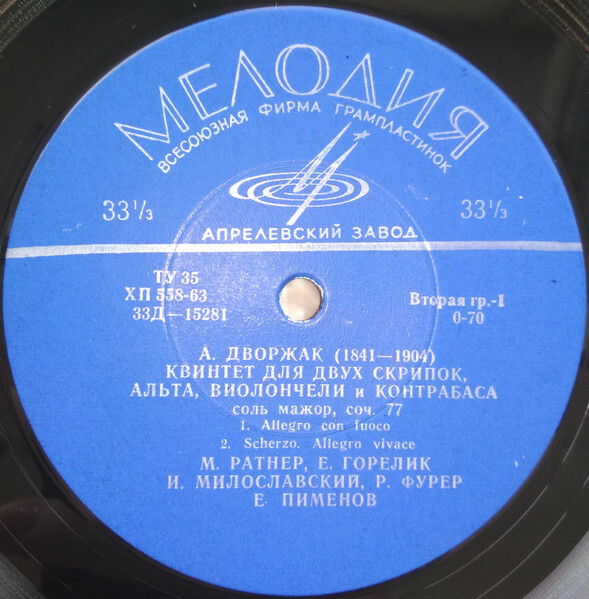 МЕЛОДИЯ
ВСЕСОЮЗНАЯ ФИРМА ГРАМПЛАСТИНОК
33 1/3 33 1/3
АПРЕЛЕВСКИЙ ЗАВОД
ТУ 35
ХП 558-63
33Д—15281
Вторая гр.-I
0-70
А. ДВОРЖАК (1841—1904)
КВИНТЕТ ДЛЯ ДВУХ СКРИПОК,
АЛЬТА, ВИОЛОНЧЕЛИ и КОНТРАБАСА
соль мажор, соч. 77
1. Allegro con fuoco
2. Scherzo. Allegro vivace
М. РАТНЕР, Е. ГОРЕЛИК
И. МИЛОСЛАВСКИЙ, Р. ФУРЕР
Е. ПИМЕНОВ